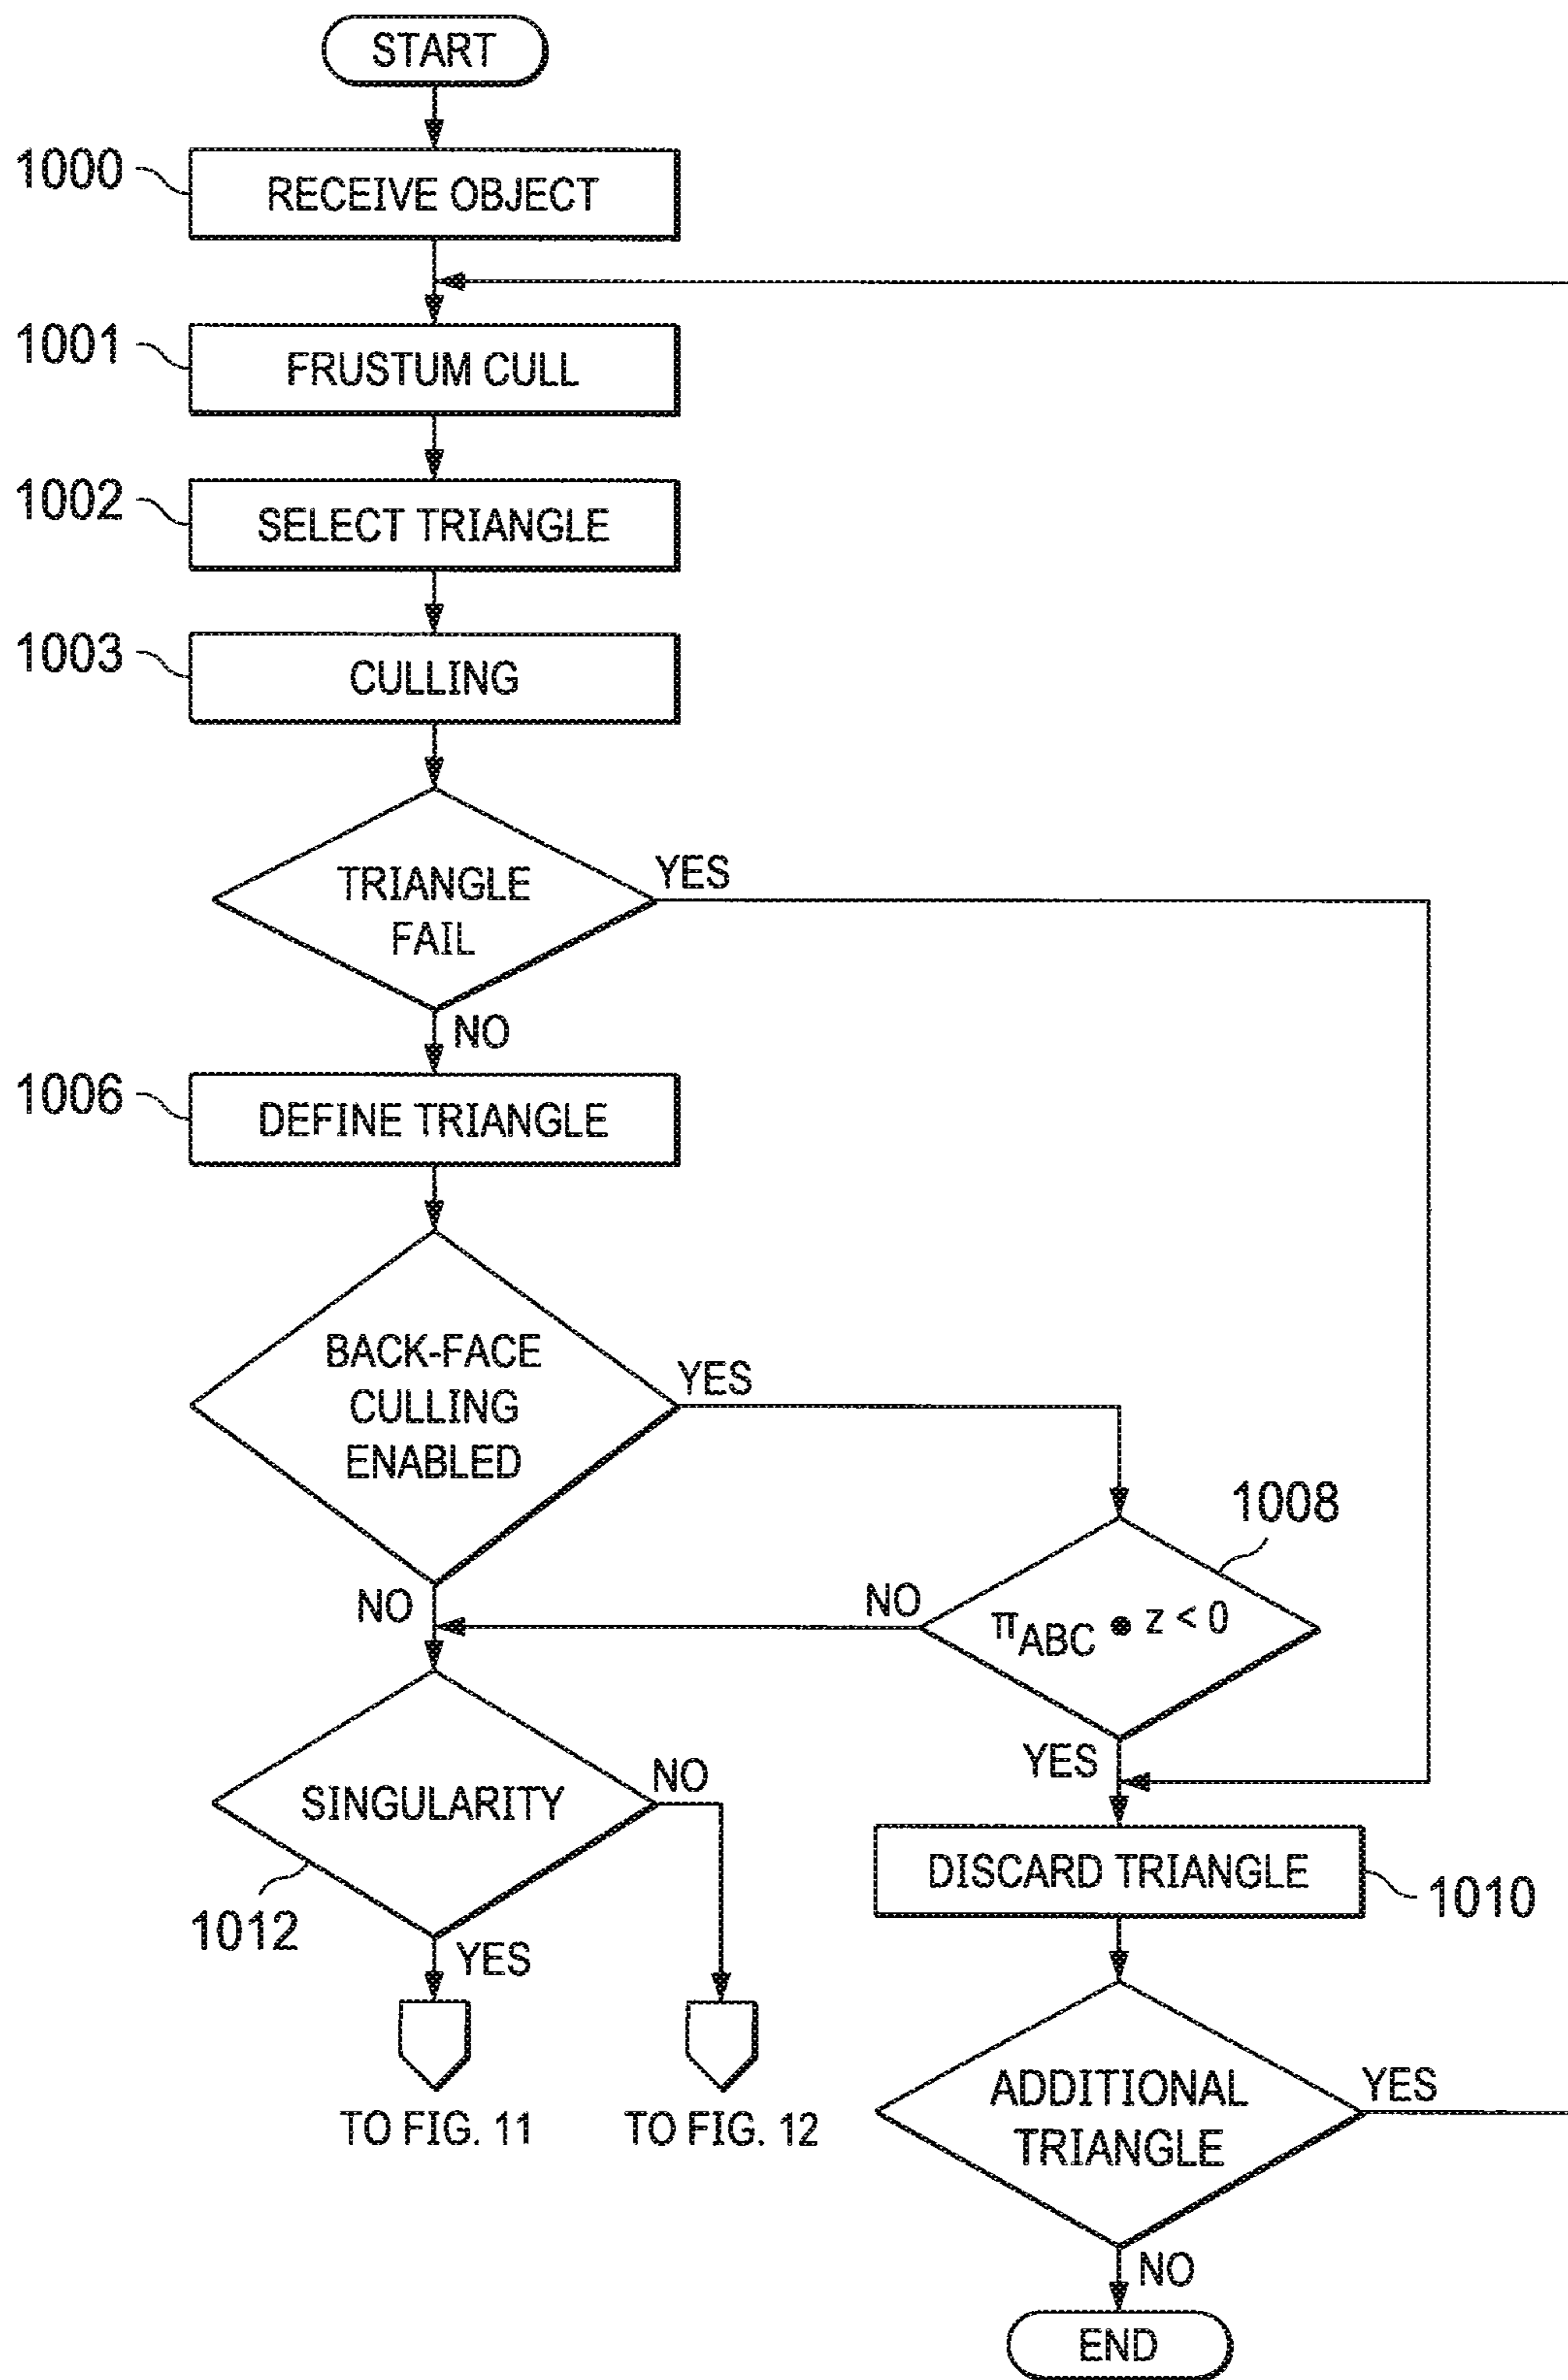 START
1000
RECEIVE OBJECT
1001
FRUSTUM CULL
1002
SELECT TRIANGLE
1003
CULLING
TRIANGLE
FAIL
YES
NO
1006
DEFINE TRIANGLE
BACK-FACE
CULLING
ENABLED
YES
NO
1008
πABC • z < 0
NO
YES
SINGULARITY
NO
1012
YES
DISCARD TRIANGLE
1010
TO FIG. 11
TO FIG. 12
ADDITIONAL
TRIANGLE
YES
NO
END